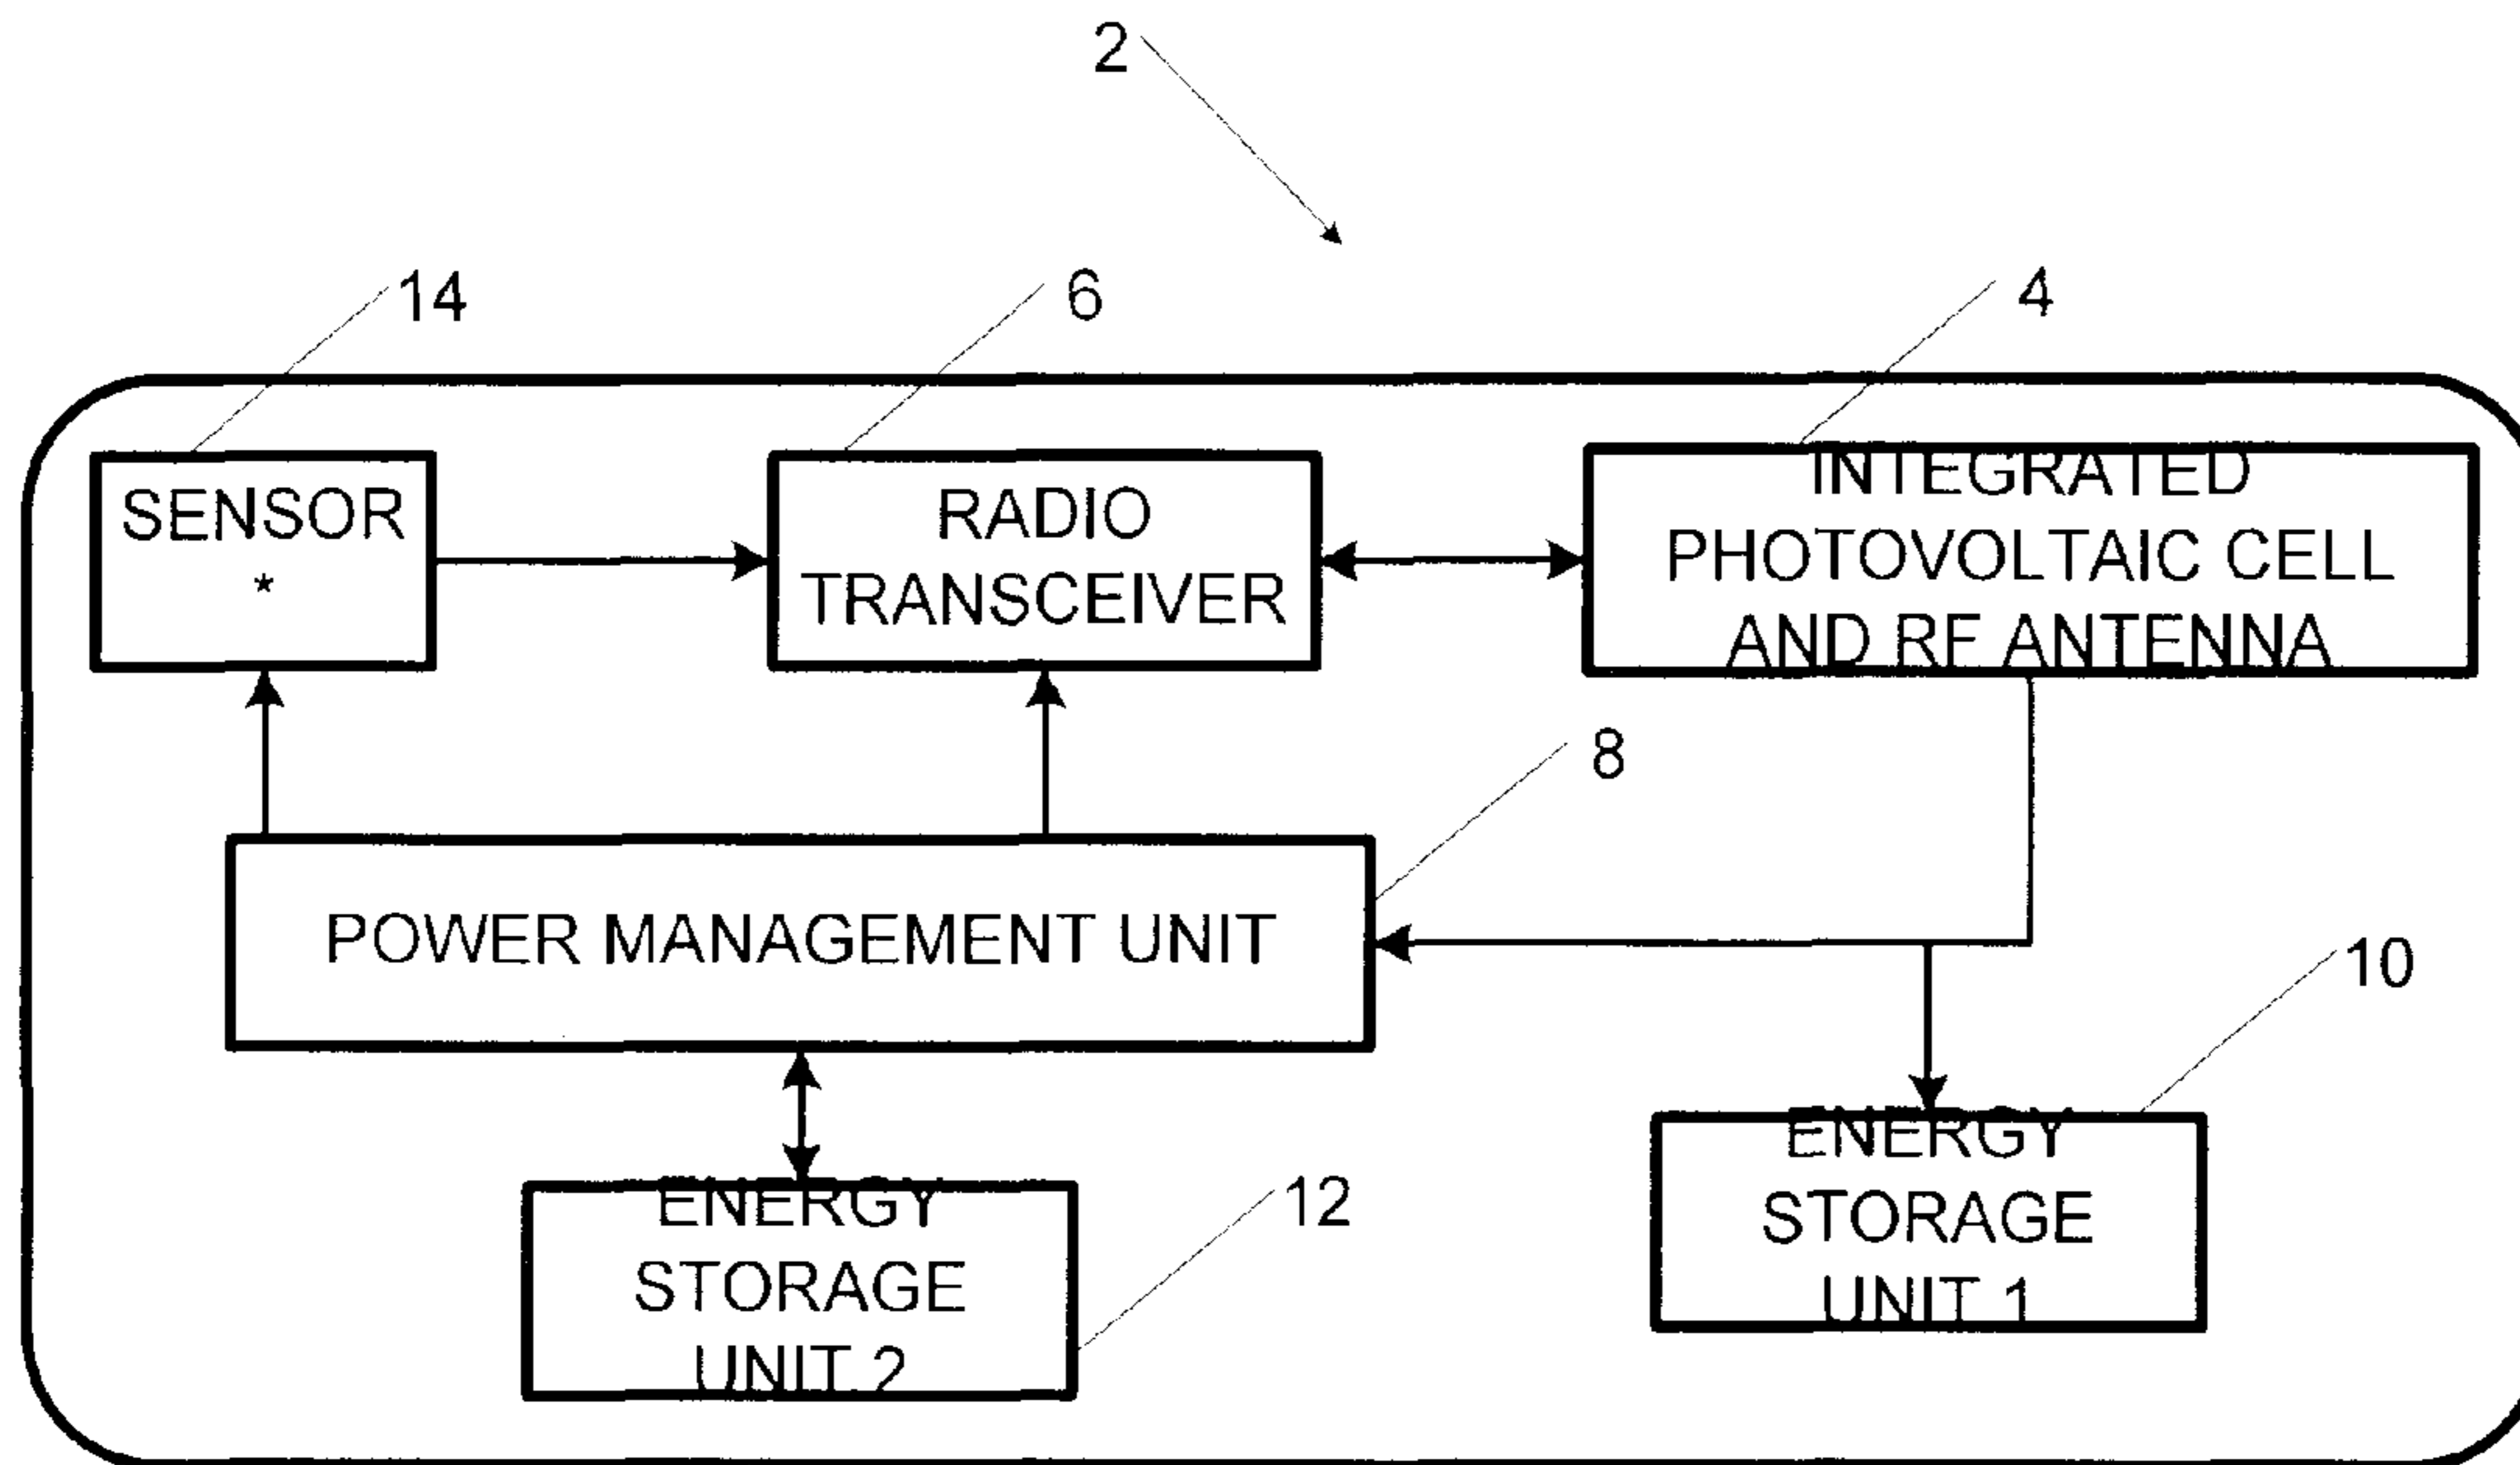 2
14
6
4
SENSOR
*
RADIO
TRANSCEIVER
INTEGRATED
PHOTOVOLTAIC CELL
AND RF ANTENNA
8
POWER MANAGEMENT UNIT
10
ENERGY
STORAGE
UNIT 1
12
ENERGY
STORAGE
UNIT 2